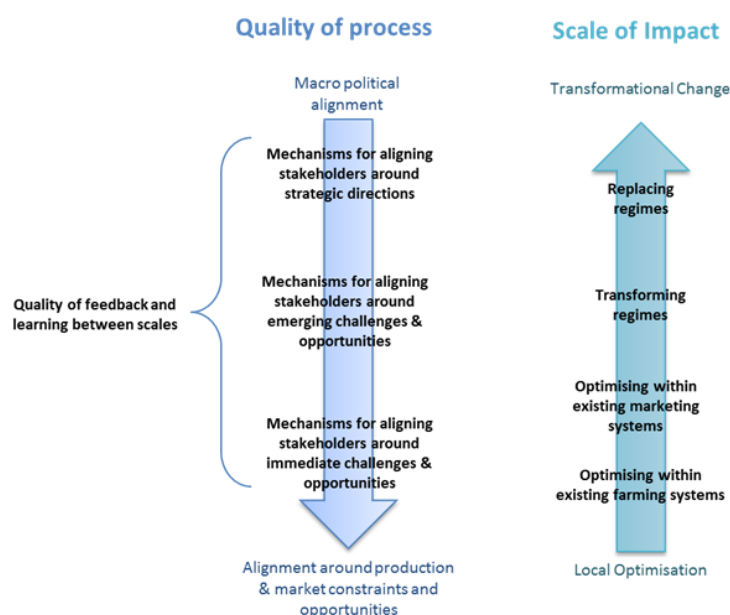 Quality of process
Macro political
alignment
Mechanisms for aligning
stakeholders around
strategic directions
Mechanisms for aligning
stakeholders around
emerging challenges &
opportunities
Mechanisms for aligning
stakeholders around
immediate challenges &
opportunities
Alignment around production
& market constraints and
opportunities
Quality of feedback and
learning between scales
Scale of Impact
Transformational Change
Replacing
regimes
Transforming
regimes
Optimising within
existing marketing
systems
Optimising within
existing farming systems
Local Optimisation